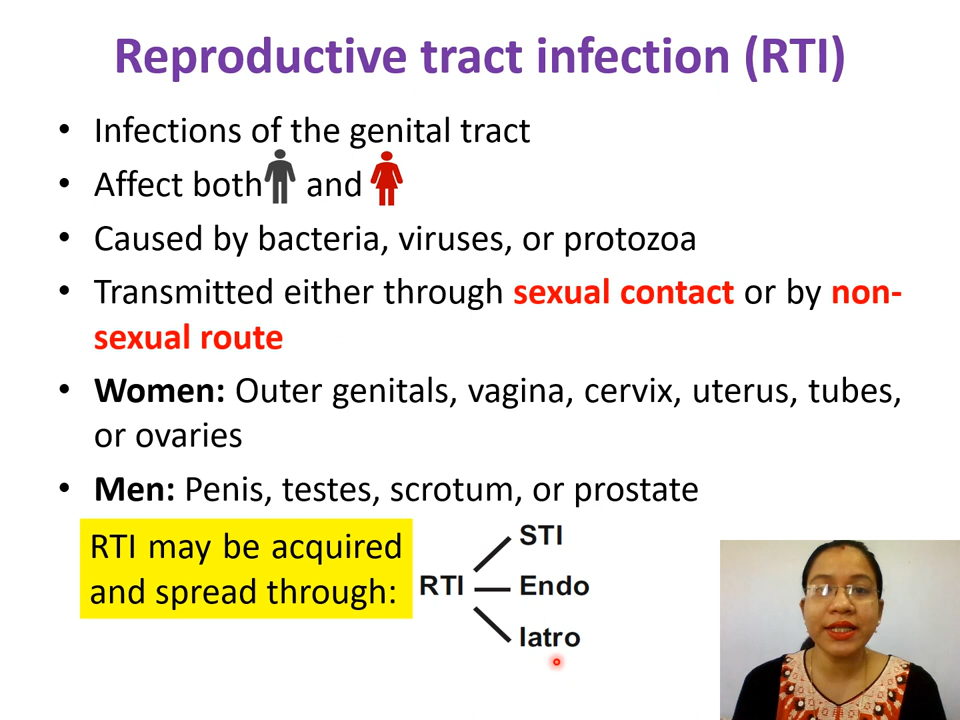 Reproductive tract infection (RTI)
• Infections of the genital tract
• Affect both and
• Caused by bacteria, viruses, or protozoa
• Transmitted either through sexual contact or by non-
sexual route
• Women: Outer genitals, vagina, cervix, uterus, tubes,
or ovaries
• Men: Penis, testes, scrotum, or prostate
RTI may be acquired
and spread through:
STI
RTI Endo
Iatro